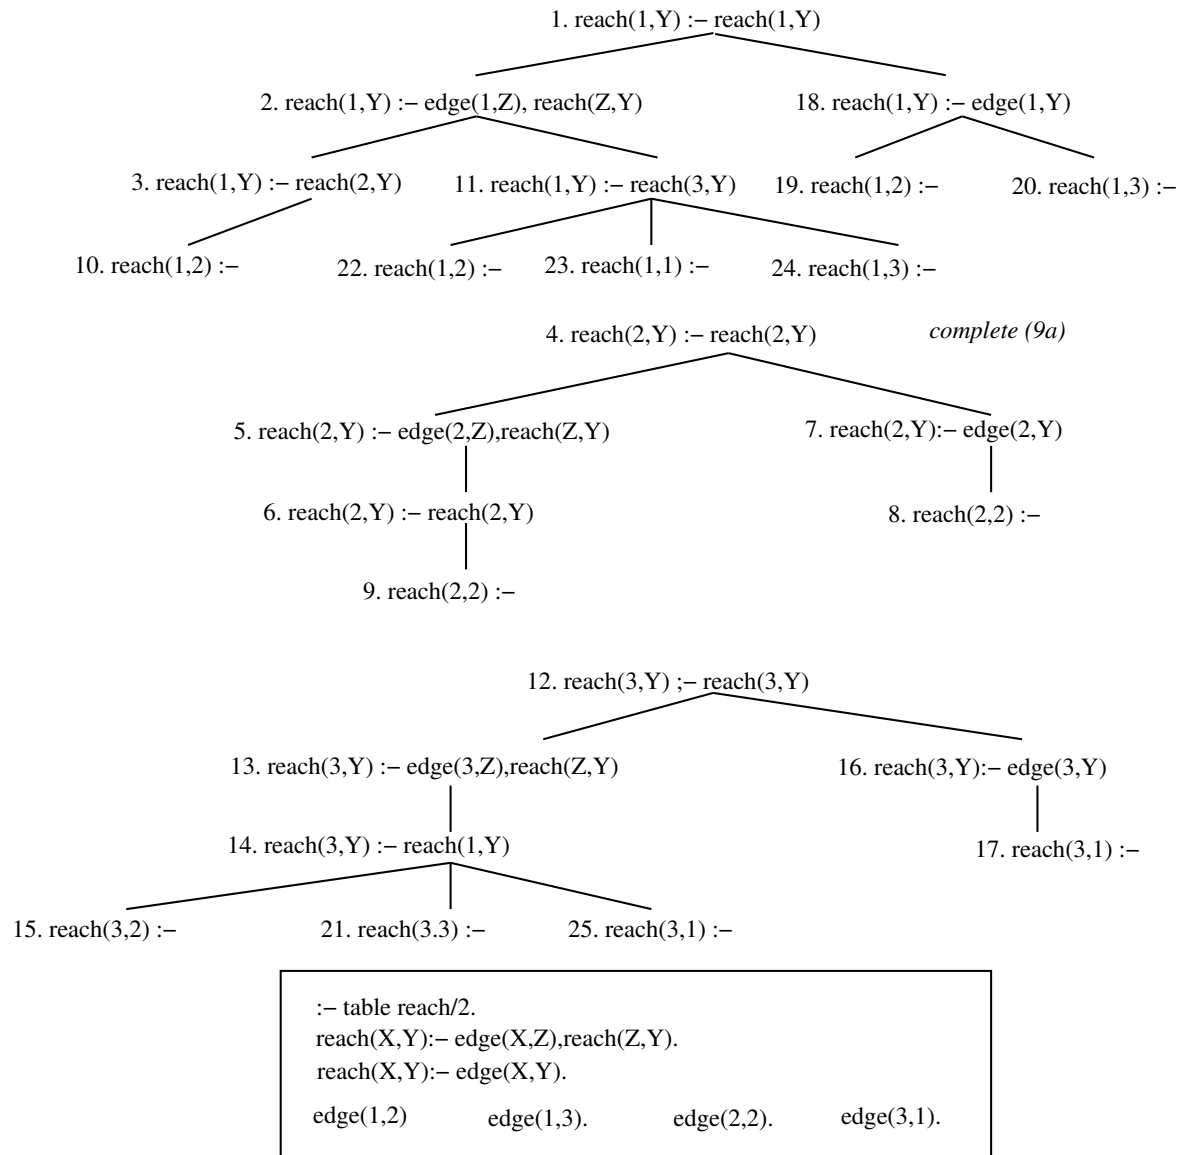 1. reach(1,Y) :− reach(1,Y)
2. reach(1,Y) :− edge(1,Z), reach(Z,Y)
18. reach(1,Y) :− edge(1,Y)
3. reach(1,Y) :− reach(2,Y)
11. reach(1,Y) :− reach(3,Y)
19. reach(1,2) :−
20. reach(1,3) :−
10. reach(1,2) :−
22. reach(1,2) :−
23. reach(1,1) :−
24. reach(1,3) :−
4. reach(2,Y) :− reach(2,Y)
complete (9a)
5. reach(2,Y) :− edge(2,Z),reach(Z,Y)
7. reach(2,Y):− edge(2,Y)
6. reach(2,Y) :− reach(2,Y)
8. reach(2,2) :−
9. reach(2,2) :−
12. reach(3,Y) ;− reach(3,Y)
13. reach(3,Y) :− edge(3,Z),reach(Z,Y)
16. reach(3,Y):− edge(3,Y)
14. reach(3,Y) :− reach(1,Y)
17. reach(3,1) :−
15. reach(3,2) :−
21. reach(3.3) :−
25. reach(3,1) :−
:− table reach/2.
reach(X,Y):− edge(X,Z),reach(Z,Y).
reach(X,Y):− edge(X,Y).
edge(1,2) edge(1,3). edge(2,2). edge(3,1).